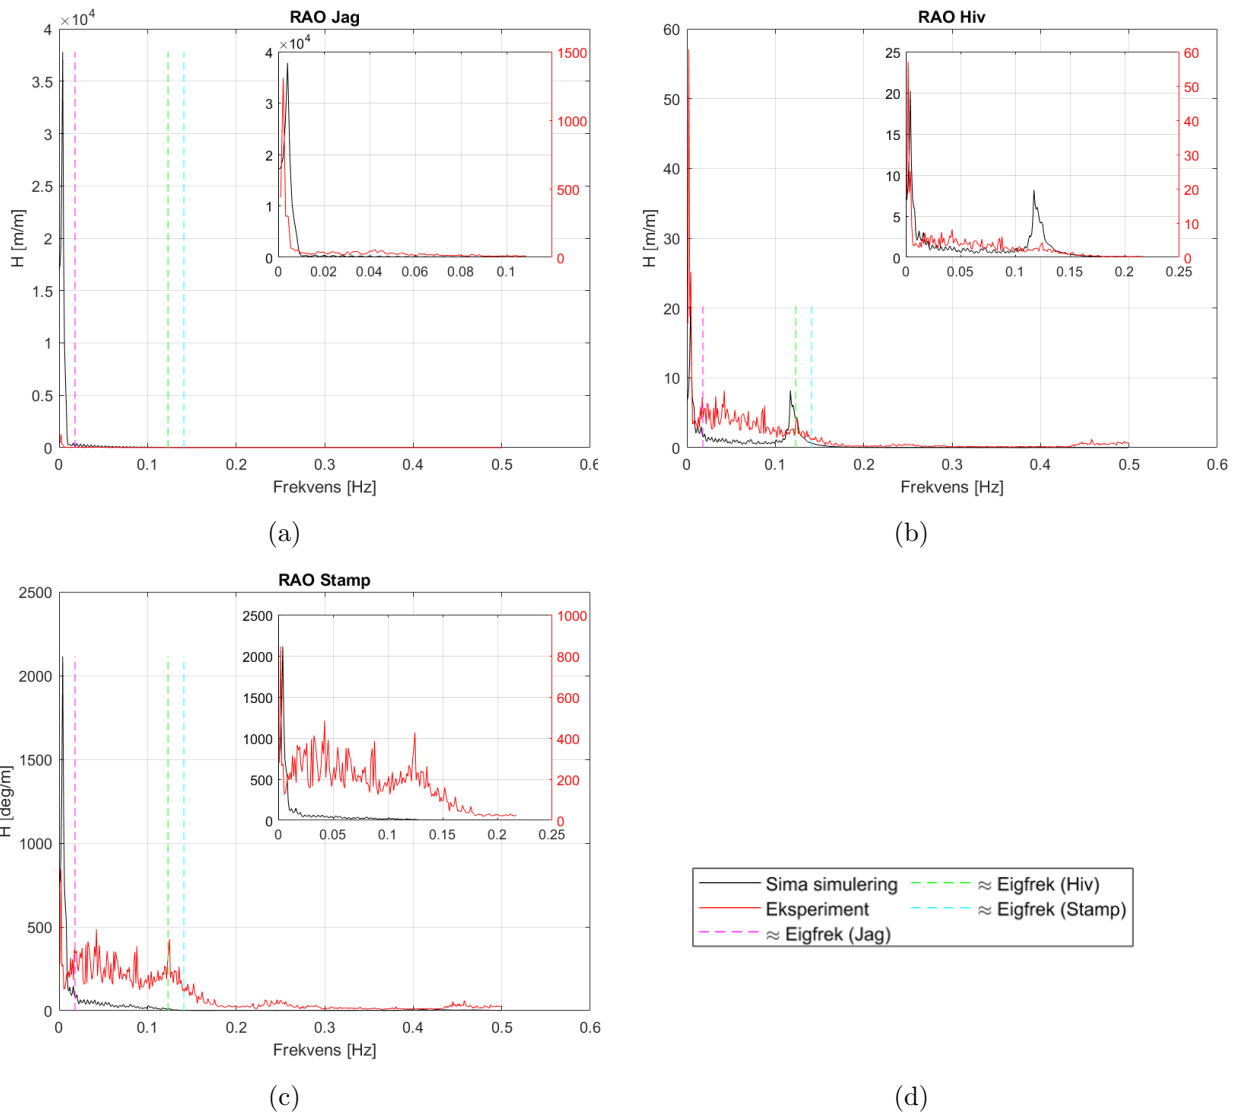 RAO Jag
×10^4
4
3.5
3
2.5
2
1.5
1
0.5
0
H [m/m]
0 0.1 0.2 0.3 0.4 0.5 0.6
Frekvens [Hz]
×10^4
4
3
2
1
0
1500
1000
500
0
0 0.02 0.04 0.06 0.08 0.1
(a)
RAO Hiv
60
50
40
30
20
10
0
H [m/m]
0 0.1 0.2 0.3 0.4 0.5 0.6
Frekvens [Hz]
25
20
15
10
5
0
60
50
40
30
20
10
0
0 0.05 0.1 0.15 0.2 0.25
(b)
RAO Stamp
2500
2000
1500
1000
500
0
H [deg/m]
0 0.1 0.2 0.3 0.4 0.5 0.6
Frekvens [Hz]
2500
2000
1500
1000
500
0
1000
800
600
400
200
0
0 0.05 0.1 0.15 0.2 0.25
(c)
Sima simulering
Eksperiment
≈ Eigfrek (Jag)
≈ Eigfrek (Hiv)
≈ Eigfrek (Stamp)
(d)